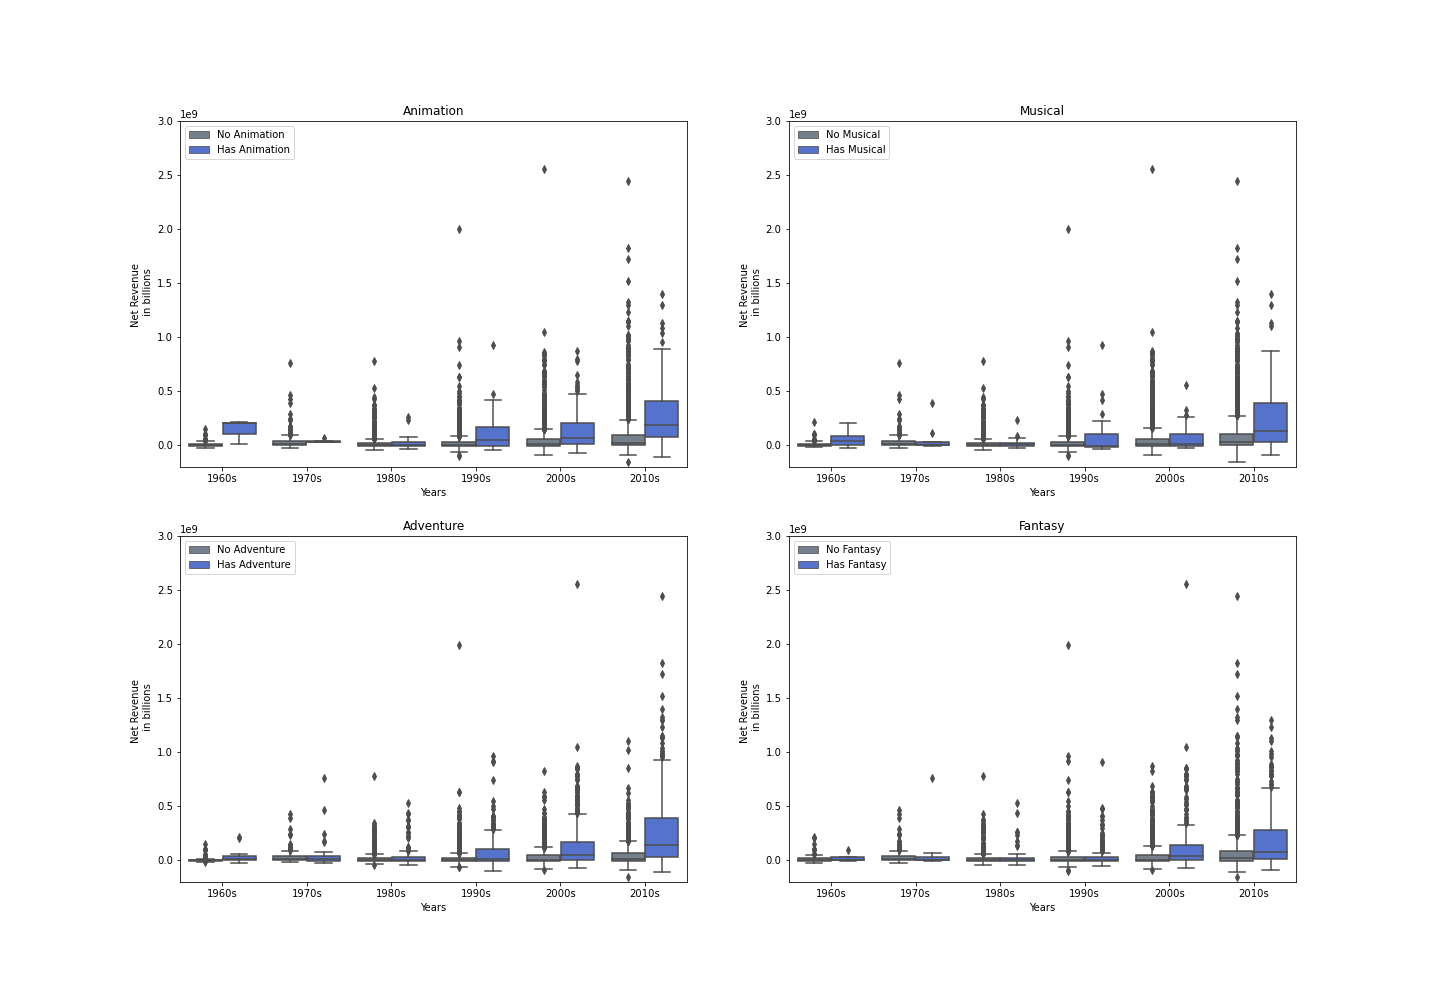 Animation
1e9
3.0
2.5
2.0
1.5
1.0
0.5
0.0
Net Revenue
in billions
No Animation
Has Animation
1960s 1970s 1980s 1990s 2000s 2010s
Years
Musical
1e9
3.0
2.5
2.0
1.5
1.0
0.5
0.0
Net Revenue
in billions
No Musical
Has Musical
1960s 1970s 1980s 1990s 2000s 2010s
Years
Adventure
1e9
3.0
2.5
2.0
1.5
1.0
0.5
0.0
Net Revenue
in billions
No Adventure
Has Adventure
1960s 1970s 1980s 1990s 2000s 2010s
Years
Fantasy
1e9
3.0
2.5
2.0
1.5
1.0
0.5
0.0
Net Revenue
in billions
No Fantasy
Has Fantasy
1960s 1970s 1980s 1990s 2000s 2010s
Years